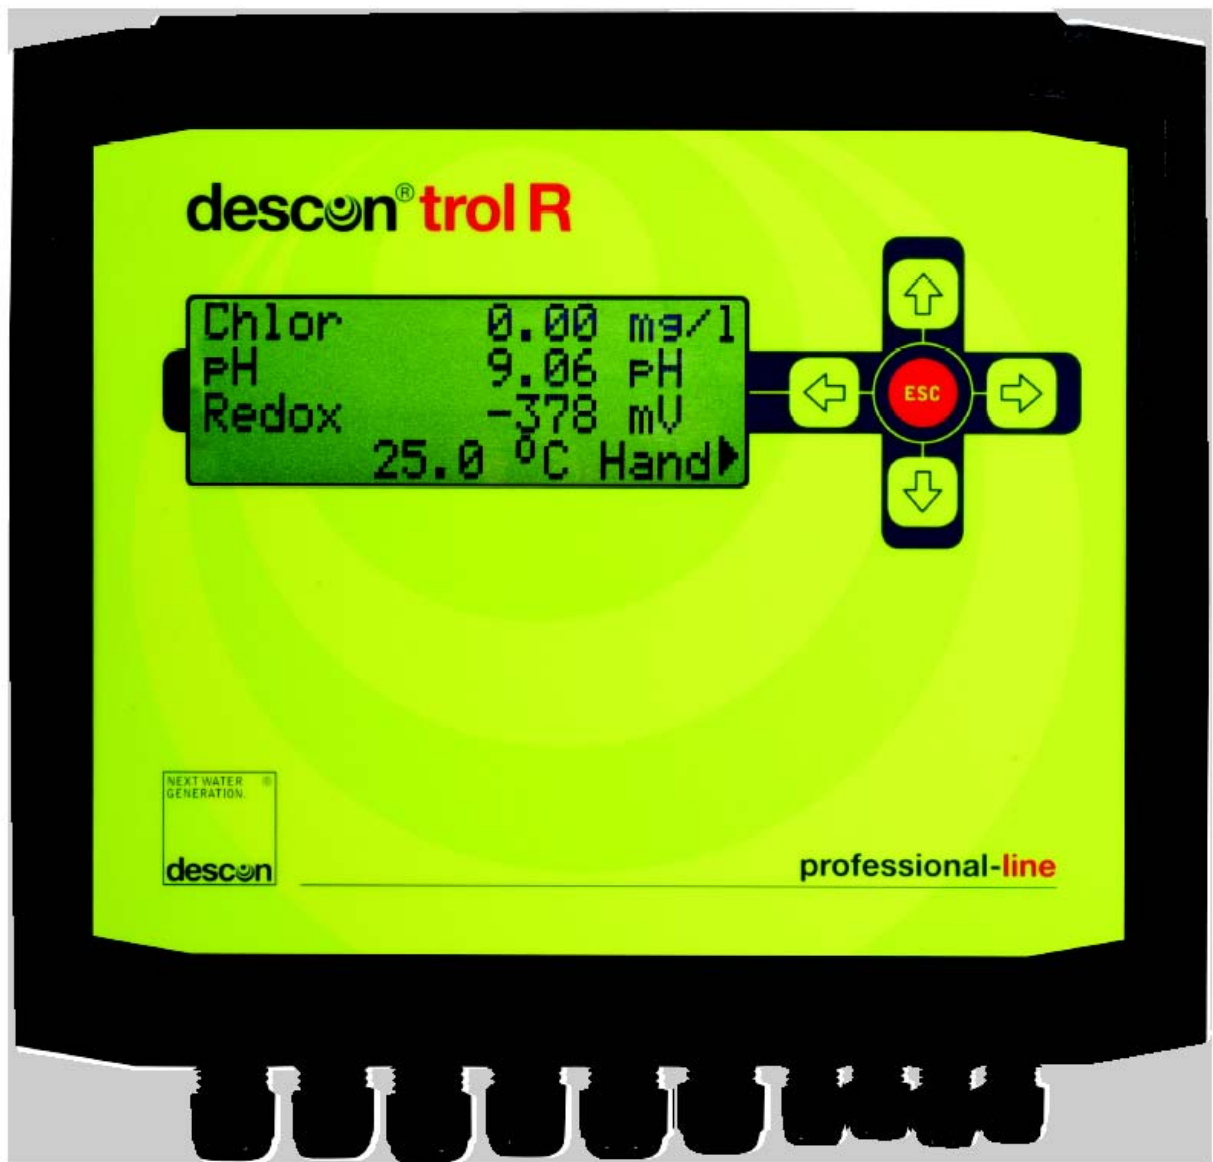 descon® trol R
Chlor 0.00 mg/l
pH 9.06 pH
Redox -378 mV
25.0 °C Hand
ESC
NEXT WATER ®
GENERATION.
descon
professional-line